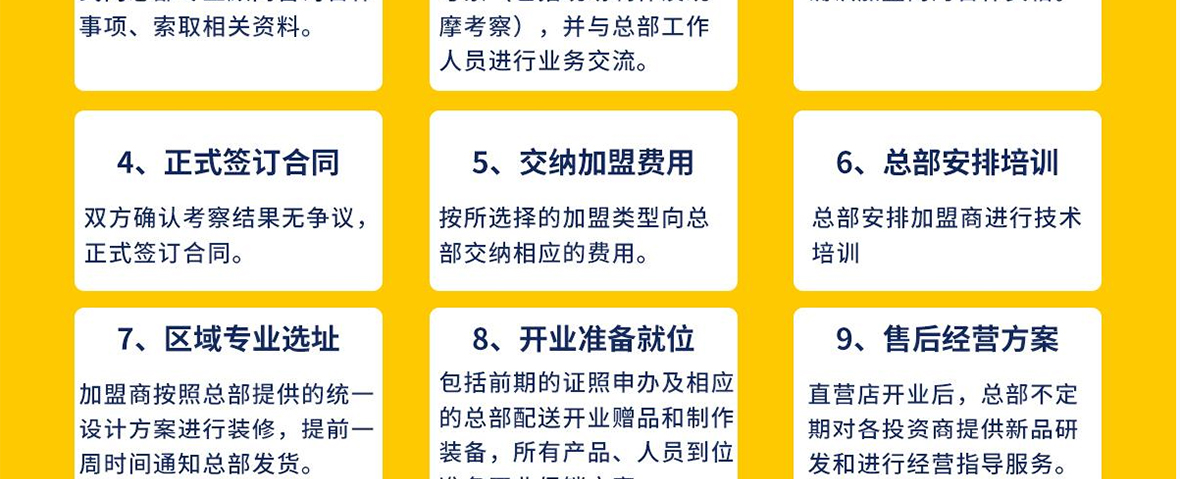 事项、索取相关资料。
摩考察），并与总部工作
人员进行业务交流。
4、正式签订合同
双方确认考察结果无争议，
正式签订合同。
5、交纳加盟费用
按所选择的加盟类型向总
部交纳相应的费用。
6、总部安排培训
总部安排加盟商进行技术
培训
7、区域专业选址
加盟商按照总部提供的统一
设计方案进行装修，提前一
周时间通知总部发货。
8、开业准备就位
包括前期的证照申办及相应
的总部配送开业赠品和制作
装备，所有产品、人员到位
9、售后经营方案
直营店开业后，总部不定
期对各投资商提供新品研
发和进行经营指导服务。